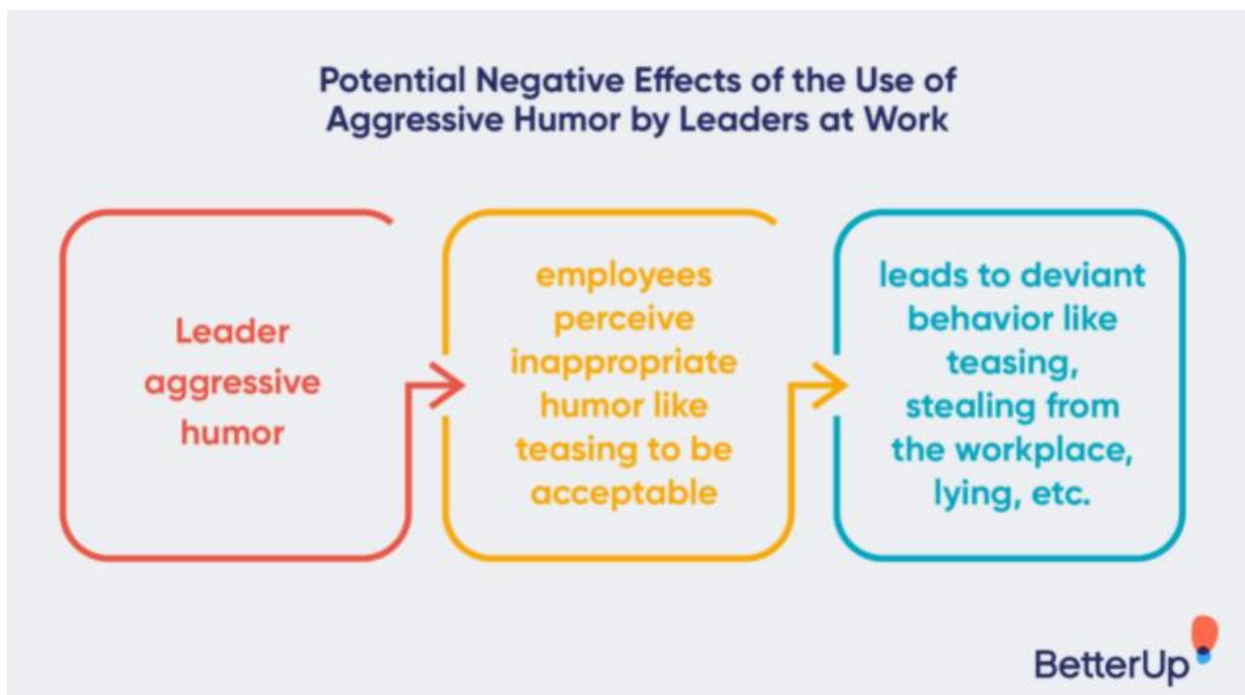 Potential Negative Effects of the Use of
Aggressive Humor by Leaders at Work
Leader
aggressive
humor
employees
perceive
inappropriate
humor like
teasing to be
acceptable
leads to deviant
behavior like
teasing,
stealing from
the workplace,
lying, etc.
BetterUp